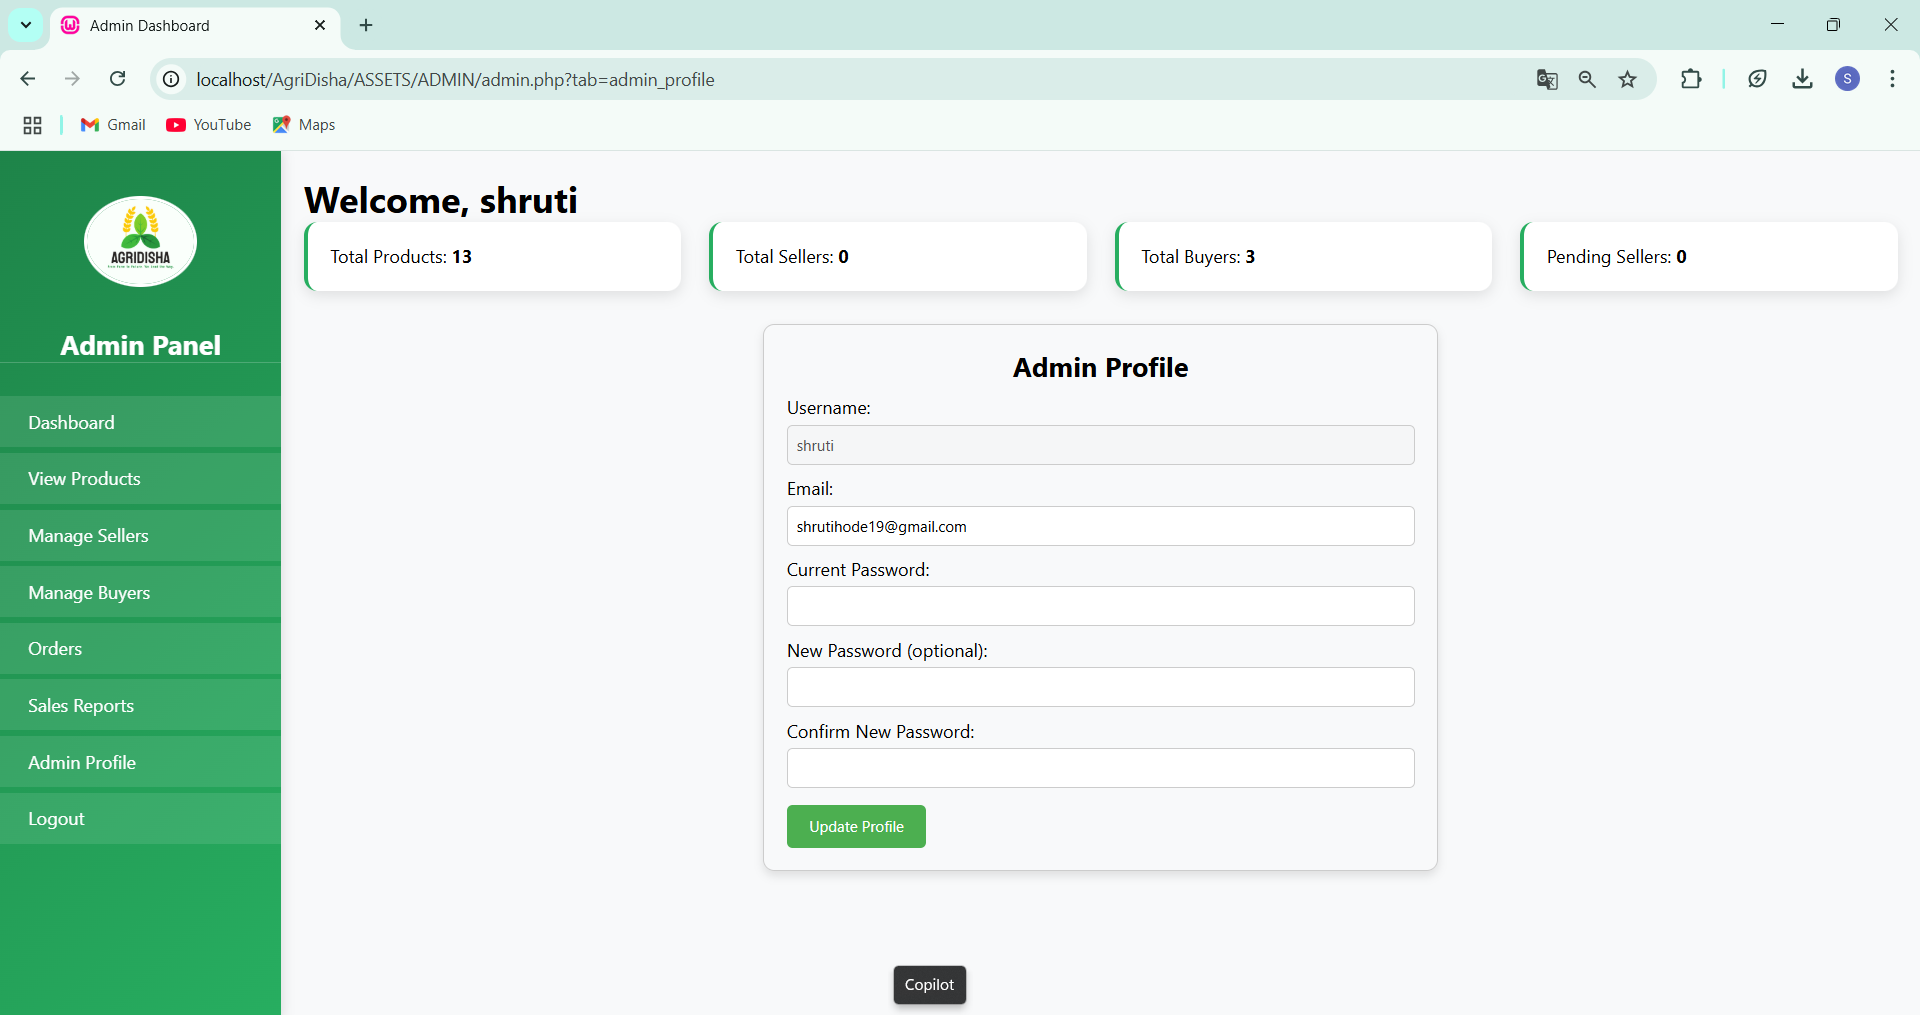 Admin Dashboard
localhost/AgriDisha/ASSETS/ADMIN/admin.php?tab=admin_profile
S
Gmail
YouTube
Maps
AGRIDISHA
Admin Panel
Dashboard
View Products
Manage Sellers
Manage Buyers
Orders
Sales Reports
Admin Profile
Logout
Welcome, shruti
Total Products: 13
Total Sellers: 0
Total Buyers: 3
Pending Sellers: 0
Admin Profile
Username:
shruti
Email:
shrutihode19@gmail.com
Current Password:
New Password (optional):
Confirm New Password:
Update Profile
Copilot